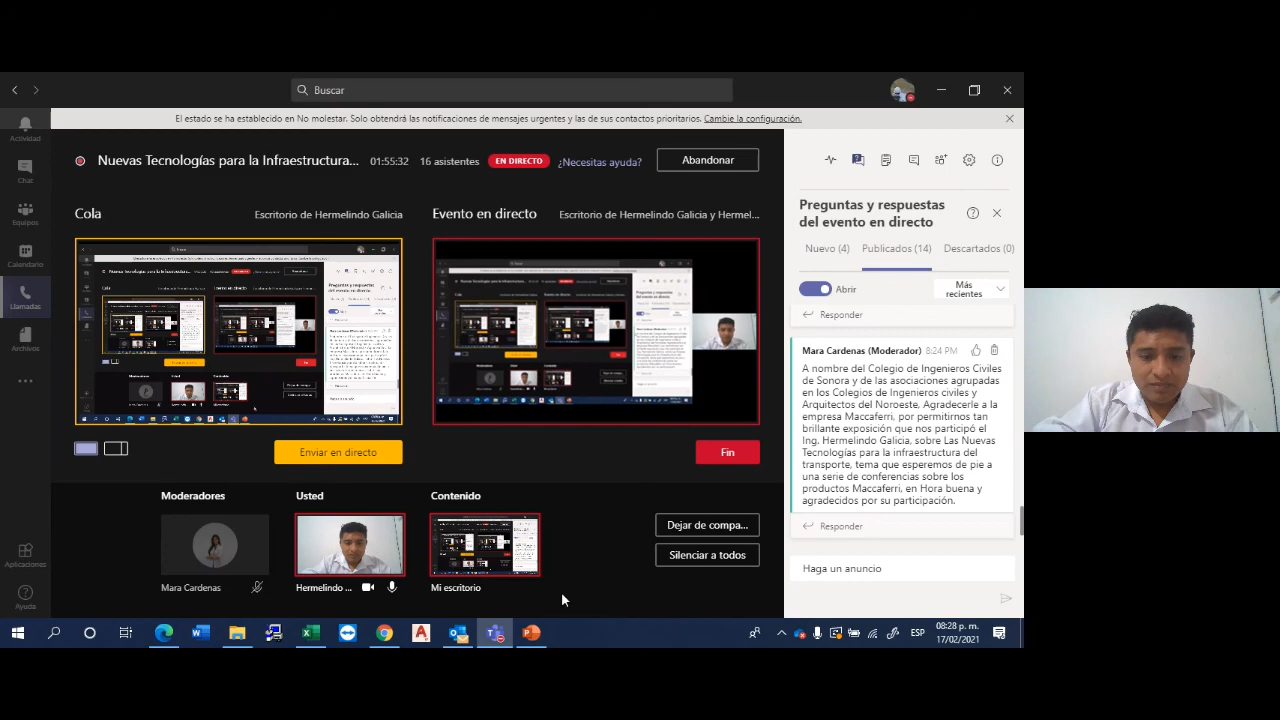 Buscar
El estado se ha establecido en No molestar. Solo obtendrá las notificaciones de mensajes urgentes y las de sus contactos prioritarios. Cambie la configuración.
Actividad
Chat
Equipos
Calendario
Llamadas
Archivos
Aplicaciones
Ayuda
Nuevas Tecnologías para la Infraestructura...
01:55:32
16 asistentes
EN DIRECTO
¿Necesitas ayuda?
Abandonar
Cola
Escritorio de Hermelindo Galicia
Evento en directo
Escritorio de Hermelindo Galicia y Hermel...
Enviar en directo
Fin
Moderadores
Usted
Contenido
Mara Cardenas
Hermelindo ...
Mi escritorio
Dejar de compa...
Silenciar a todos
Preguntas y respuestas
del evento en directo
Nuevo (4)
Publicados (14)
Descartados (0)
Abrir
Más
recientes
Responder
Mara Cardenas (Moderador) 8:24 PM
A nombre del Colegio de Ingenieros Civiles
de Sonora y de las asociaciones agrupadas
en los Colegios de Ingenieros civiles y
Arquitectos del Noroeste, Agradecerle a la
empresa Maccaferri, por permitirnos tan
brillante exposición que nos participó el
Ing. Hermelindo Galicia, sobre Las Nuevas
Tecnologías para la infraestructura del
transporte, tema que esperemos de pie a
una serie de conferencias sobre los
productos Maccaferri, en Hora buena y
agradecidos por su participación.
Responder
Haga un anuncio
ESP
08:28 p. m.
17/02/2021